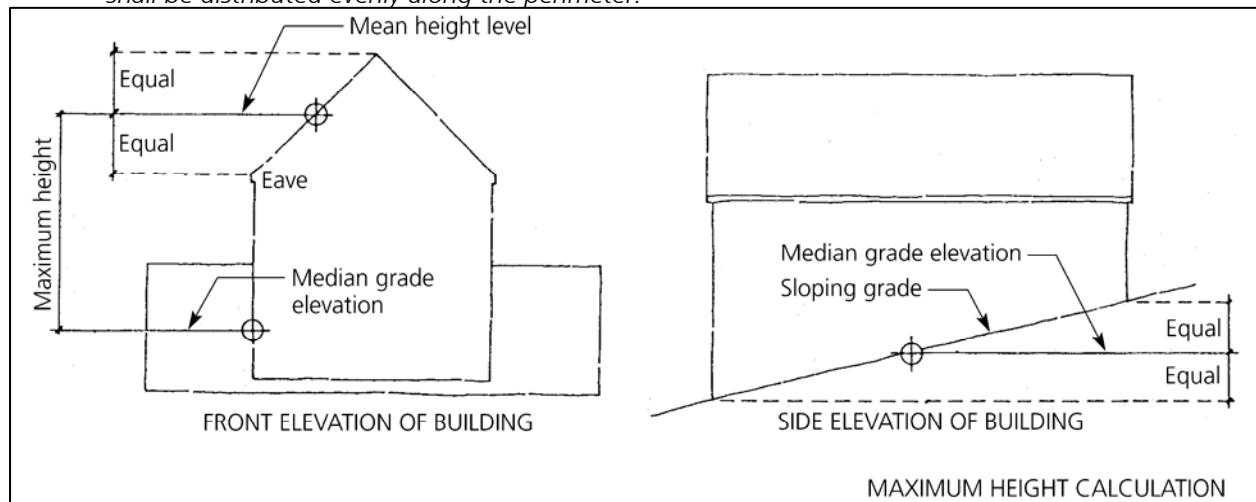 shall be distributed evenly along the perimeter.
Mean height level
Equal
Equal
Maximum height
Eave
Median grade
elevation
FRONT ELEVATION OF BUILDING
Median grade elevation
Sloping grade
Equal
Equal
SIDE ELEVATION OF BUILDING
MAXIMUM HEIGHT CALCULATION